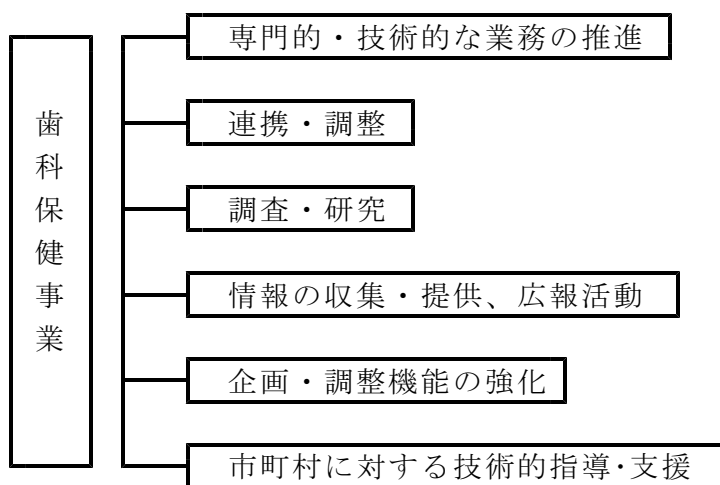 歯科保健事業
専門的・技術的な業務の推進
連携・調整
調査・研究
情報の収集・提供、広報活動
企画・調整機能の強化
市町村に対する技術的指導・支援